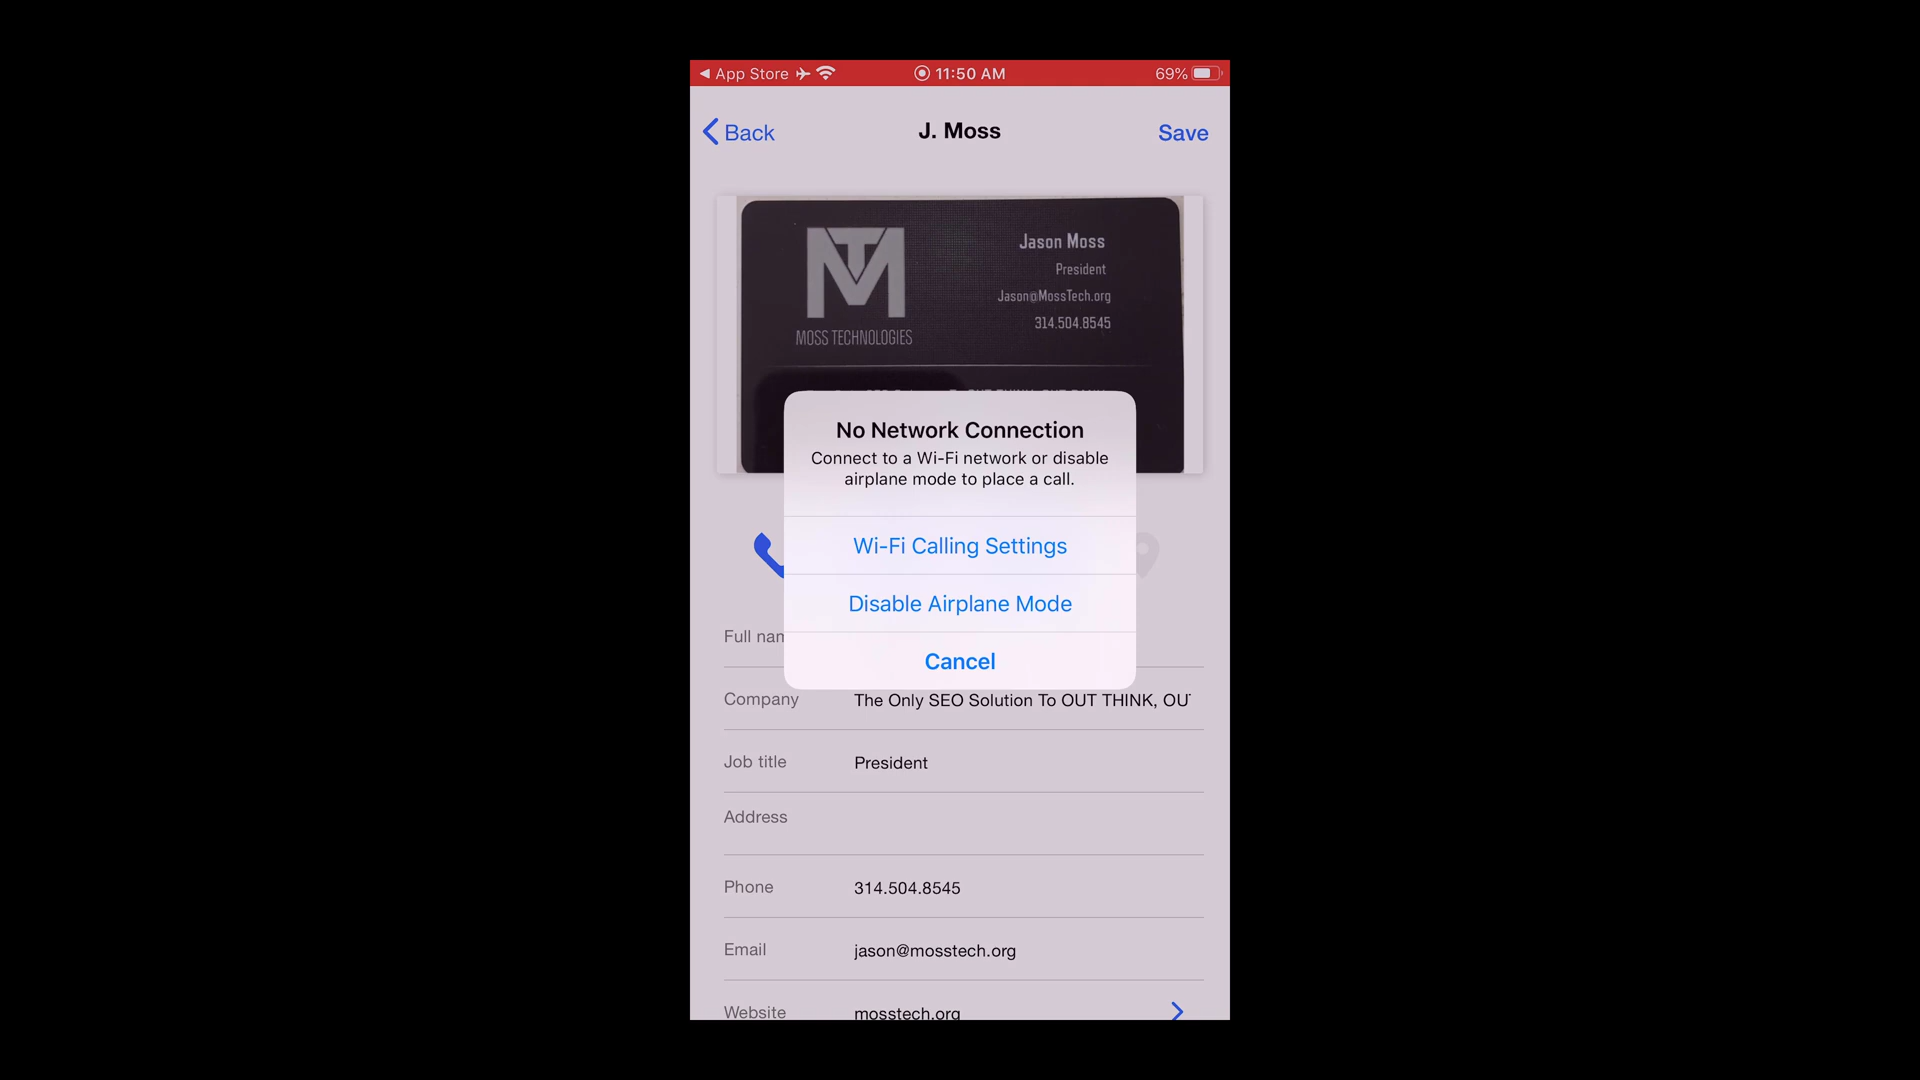 App Store 11:50 AM 69%
Back J. Moss Save
Jason Moss
President
Jason@MossTech.org
314.504.8545
MOSS TECHNOLOGIES
No Network Connection
Connect to a Wi-Fi network or disable
airplane mode to place a call.
Wi-Fi Calling Settings
Disable Airplane Mode
Cancel
Full nam
Company The Only SEO Solution To OUT THINK, OU
Job title President
Address
Phone 314.504.8545
Email jason@mosstech.org
Website mosstech.org